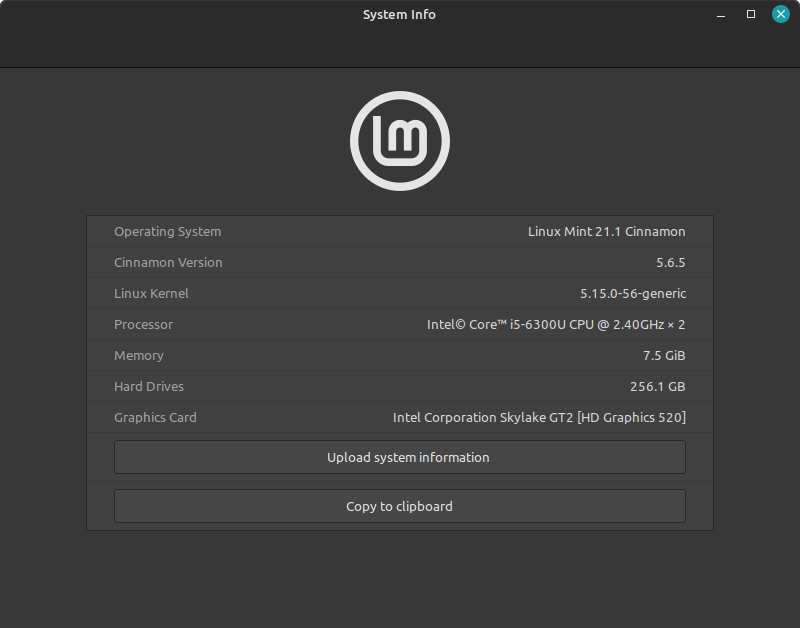 System Info
Operating System Linux Mint 21.1 Cinnamon
Cinnamon Version 5.6.5
Linux Kernel 5.15.0-56-generic
Processor Intel© Core™ i5-6300U CPU @ 2.40GHz × 2
Memory 7.5 GiB
Hard Drives 256.1 GB
Graphics Card Intel Corporation Skylake GT2 [HD Graphics 520]
Upload system information
Copy to clipboard